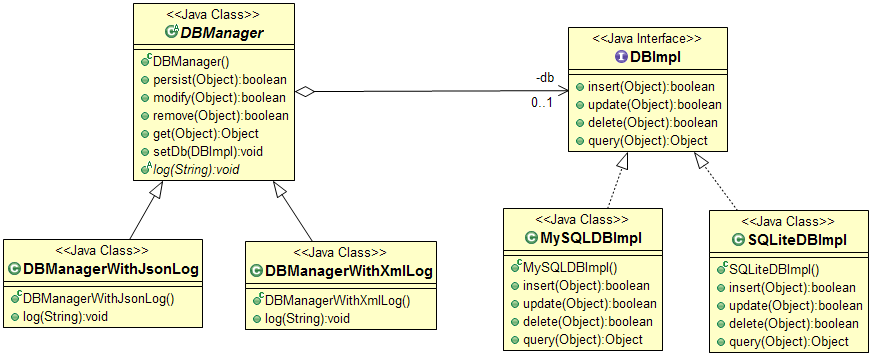 <<Java Class>>
DBManager
DBManager()
persist(Object):boolean
modify(Object):boolean
remove(Object):boolean
get(Object):Object
setDb(DBImpl):void
log(String):void
-db
0..1
<<Java Interface>>
DBImpl
insert(Object):boolean
update(Object):boolean
delete(Object):boolean
query(Object):Object
<<Java Class>>
DBManagerWithJsonLog
DBManagerWithJsonLog()
log(String):void
<<Java Class>>
DBManagerWithXmlLog
DBManagerWithXmlLog()
log(String):void
<<Java Class>>
MySQLDBImpl
MySQLDBImpl()
insert(Object):boolean
update(Object):boolean
delete(Object):boolean
query(Object):Object
<<Java Class>>
SQLiteDBImpl
SQLiteDBImpl()
insert(Object):boolean
update(Object):boolean
delete(Object):boolean
query(Object):Object